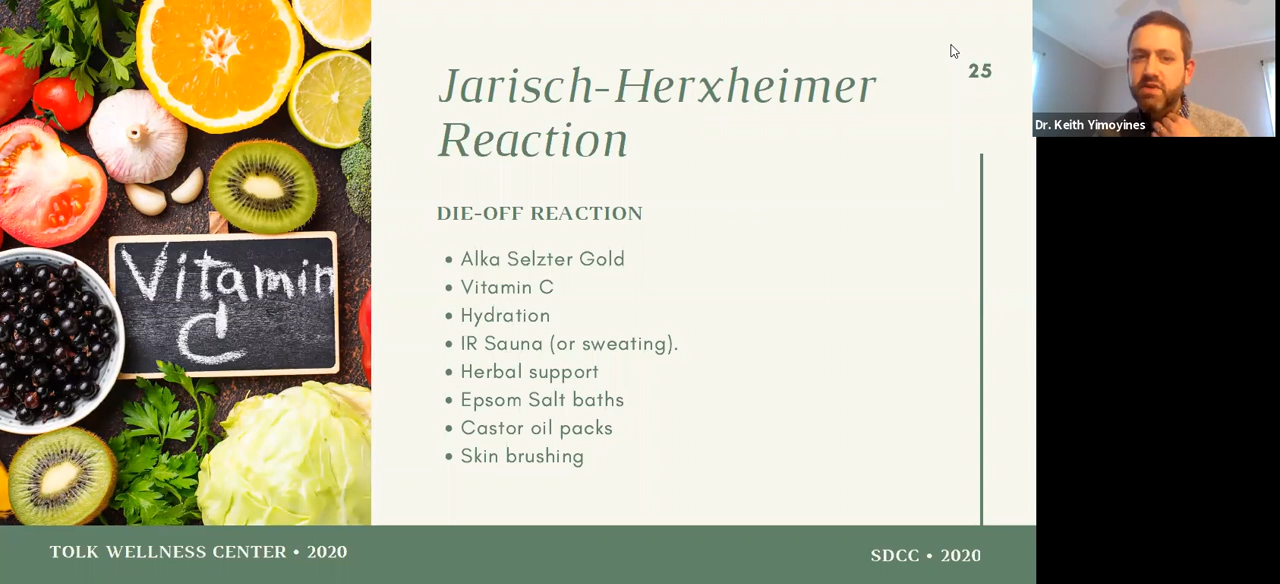 Jarisch-Herxheimer
Reaction
25
Dr. Keith Yimoyines
DIE-OFF REACTION
• Alka Selzter Gold
• Vitamin C
• Hydration
• IR Sauna (or sweating).
• Herbal support
• Epsom Salt baths
• Castor oil packs
• Skin brushing
Vitamin
C
TOLK WELLNESS CENTER • 2020
SDCC • 2020